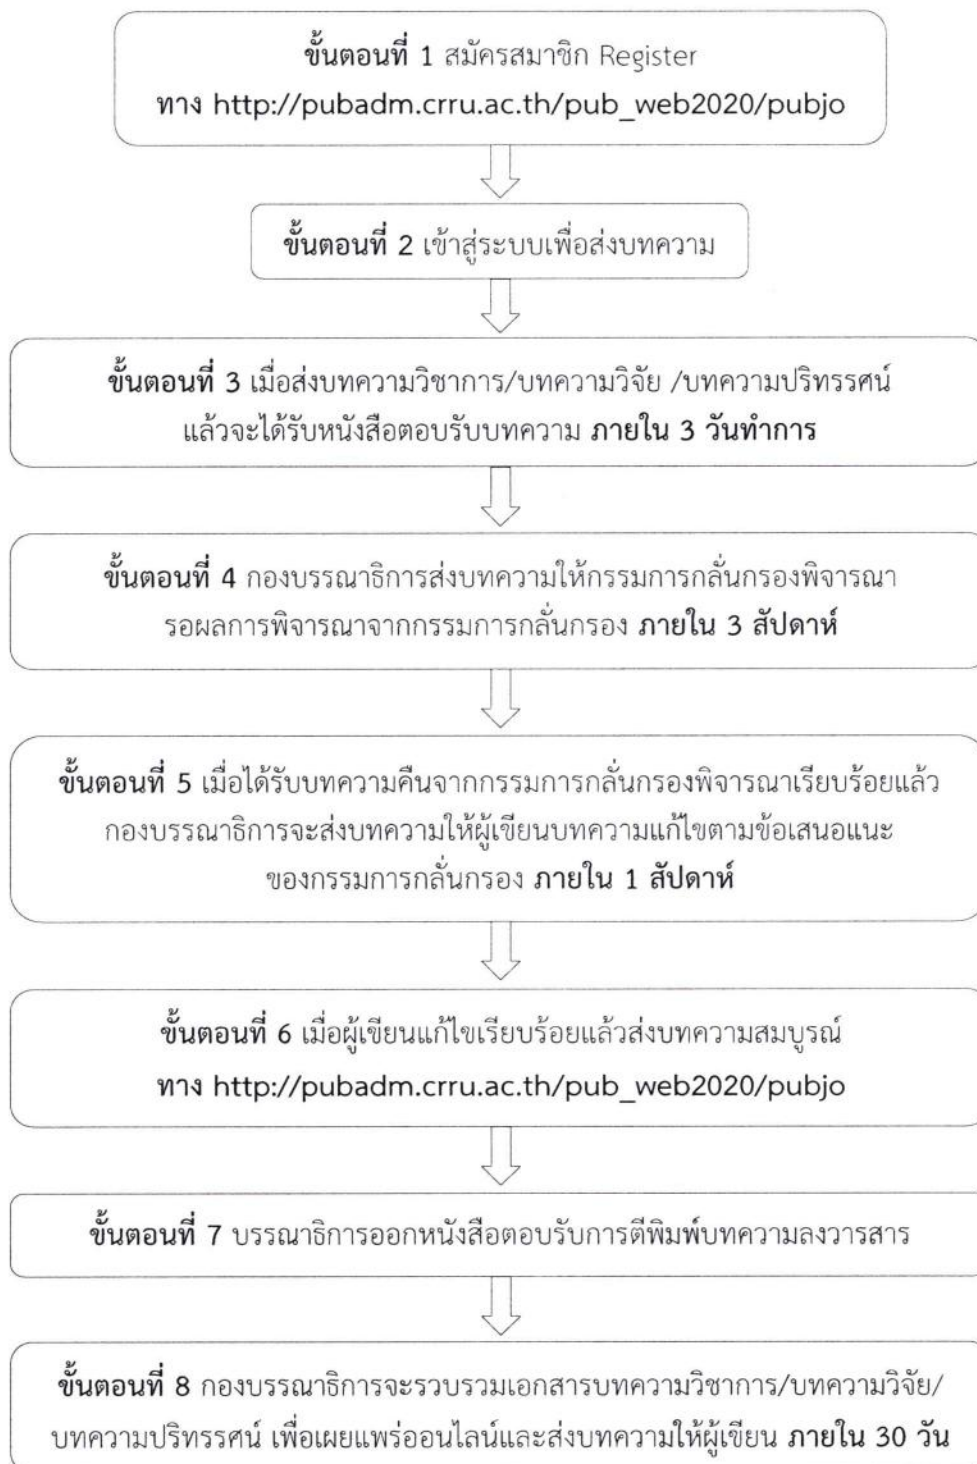 ขั้นตอนที่ 1 สมัครสมาชิก Register
ทาง http://pubadm.crru.ac.th/pub_web2020/pubjo
ขั้นตอนที่ 2 เข้าสู่ระบบเพื่อส่งบทความ
ขั้นตอนที่ 3 เมื่อส่งบทความวิชาการ/บทความวิจัย /บทความปริทรรศน์
แล้วจะได้รับหนังสือตอบรับบทความ ภายใน 3 วันทำการ
ขั้นตอนที่ 4 กองบรรณาธิการส่งบทความให้กรรมการกลั่นกรองพิจารณา
รอผลการพิจารณาจากกรรมการกลั่นกรอง ภายใน 3 สัปดาห์
ขั้นตอนที่ 5 เมื่อได้รับบทความคืนจากกรรมการกลั่นกรองพิจารณาเรียบร้อยแล้ว
กองบรรณาธิการจะส่งบทความให้ผู้เขียนบทความแก้ไขตามข้อเสนอแนะ
ของกรรมการกลั่นกรอง ภายใน 1 สัปดาห์
ขั้นตอนที่ 6 เมื่อผู้เขียนแก้ไขเรียบร้อยแล้วส่งบทความสมบูรณ์
ทาง http://pubadm.crru.ac.th/pub_web2020/pubjo
ขั้นตอนที่ 7 บรรณาธิการออกหนังสือตอบรับการตีพิมพ์บทความลงวารสาร
ขั้นตอนที่ 8 กองบรรณาธิการจะรวบรวมเอกสารบทความวิชาการ/บทความวิจัย/
บทความปริทรรศน์ เพื่อเผยแพร่ออนไลน์และส่งบทความให้ผู้เขียน ภายใน 30 วัน